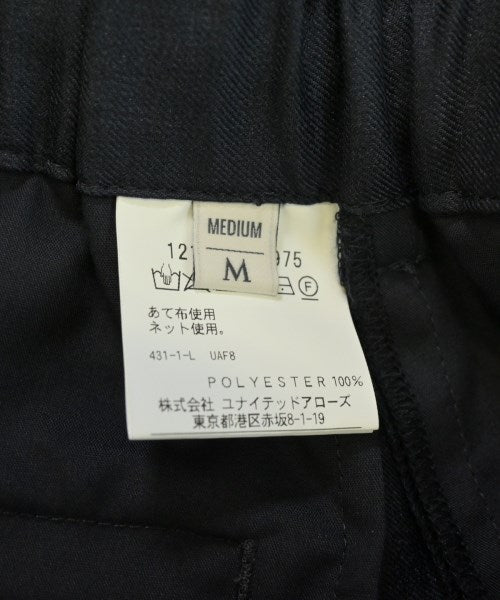 MEDIUM
M
121 975
F
あて布使用
ネット使用。
431-1-L UAF8
POLYESTER 100%
株式会社 ユナイテッドアローズ
東京都港区赤坂8-1-19